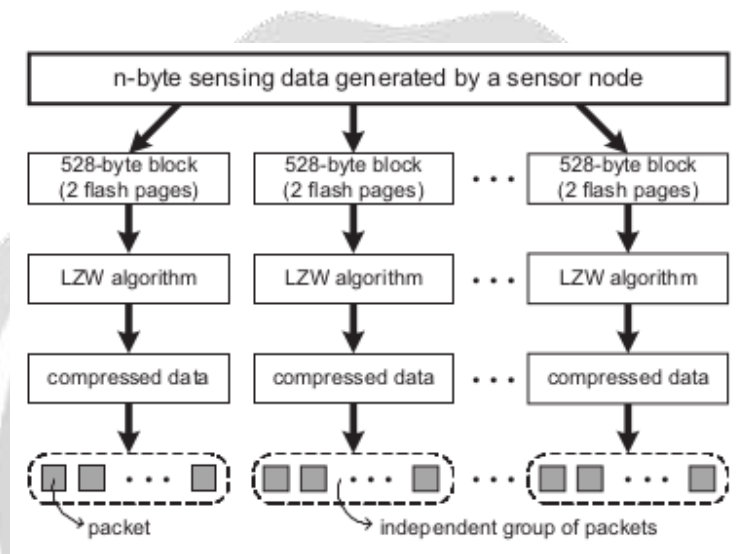 n-byte sensing data generated by a sensor node
528-byte block 528-byte block 528-byte block
(2 flash pages) (2 flash pages) • • • (2 flash pages)
LZW algorithm LZW algorithm • • • LZW algorithm
compressed data compressed data • • • compressed data
• • • • • • • • • • • •
packet independent group of packets